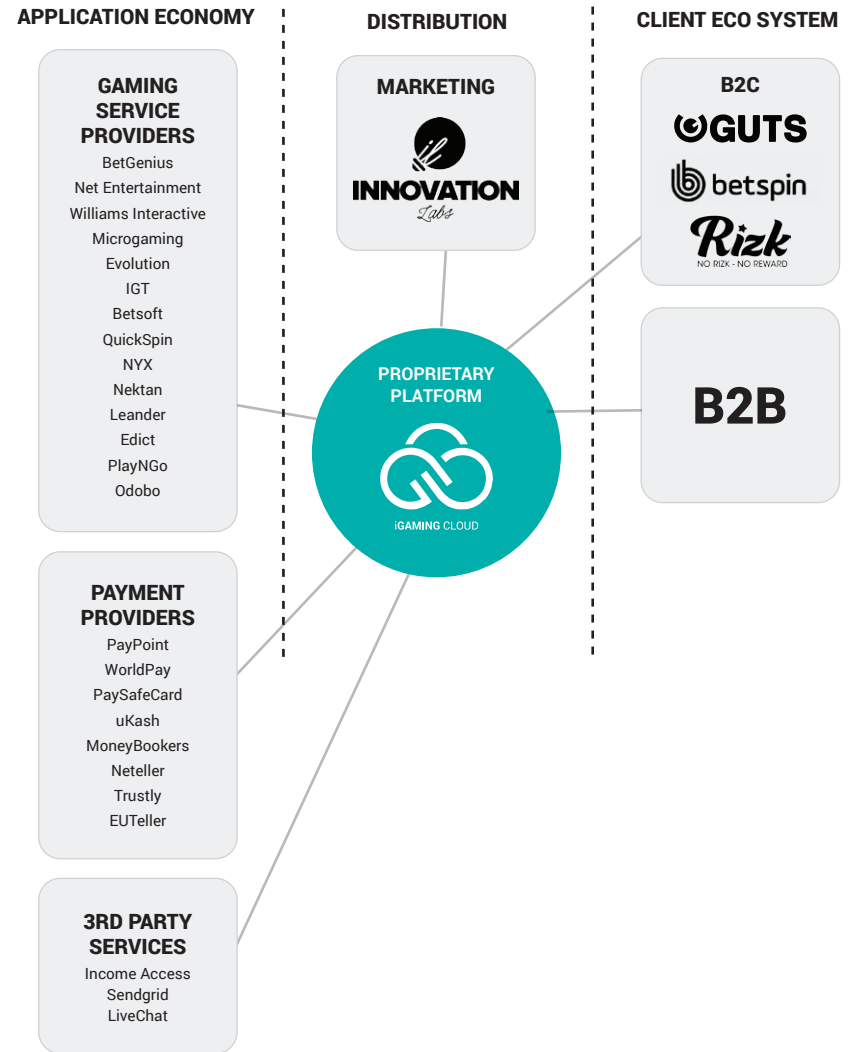 APPLICATION ECONOMY
GAMING
SERVICE
PROVIDERS
BetGenius
Net Entertainment
Williams Interactive
Microgaming
Evolution
IGT
Betsoft
QuickSpin
NYX
Nektan
Leander
Edict
PlayNGo
Odobo
PAYMENT
PROVIDERS
PayPoint
WorldPay
PaySafeCard
uKash
MoneyBookers
Neteller
Trustly
EUTeller
3RD PARTY
SERVICES
Income Access
Sendgrid
LiveChat
DISTRIBUTION
MARKETING
il
INNOVATION
Labs
PROPRIETARY
PLATFORM
iGAMING CLOUD
CLIENT ECO SYSTEM
B2C
GUTS
betspin
Rizk
NO RIZK - NO REWARD
B2B